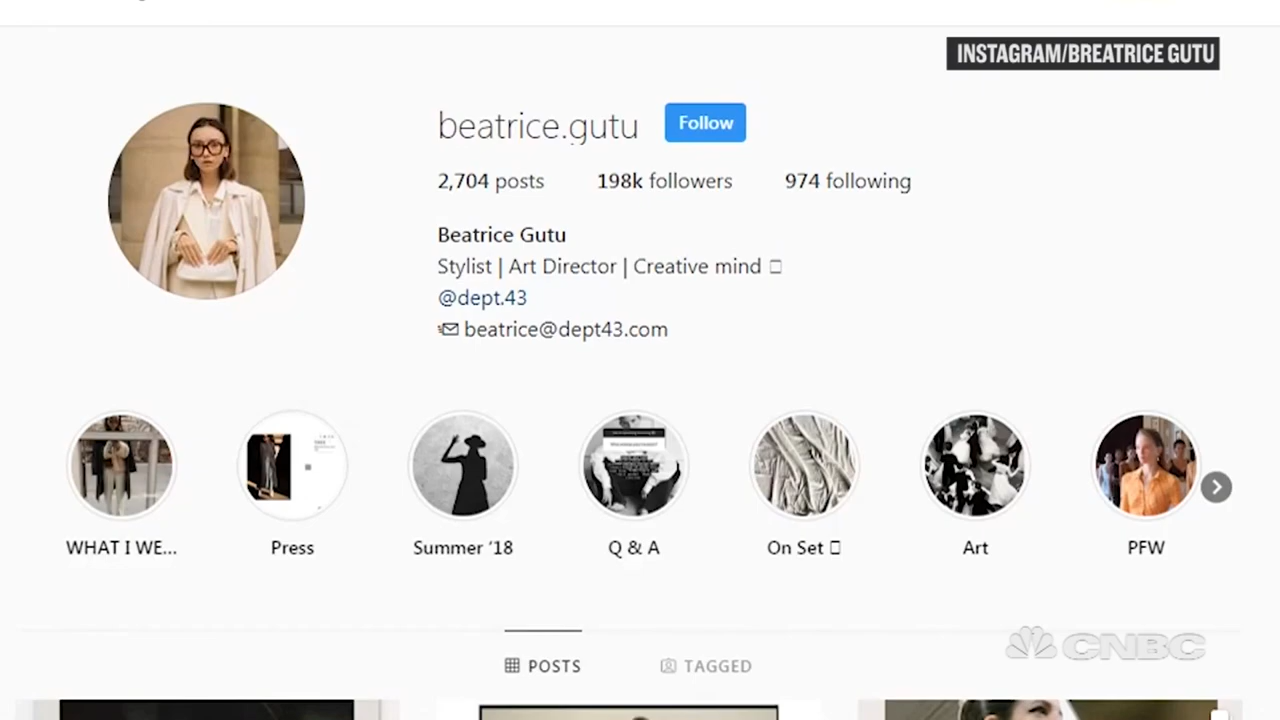 INSTAGRAM/BREATRICE GUTU
beatrice.gutu Follow
2,704 posts 198k followers 974 following
Beatrice Gutu
Stylist | Art Director | Creative mind
@dept.43
beatrice@dept43.com
WHAT I WE... Press Summer '18 Q & A On Set Art PFW
CNBC
POSTS TAGGED